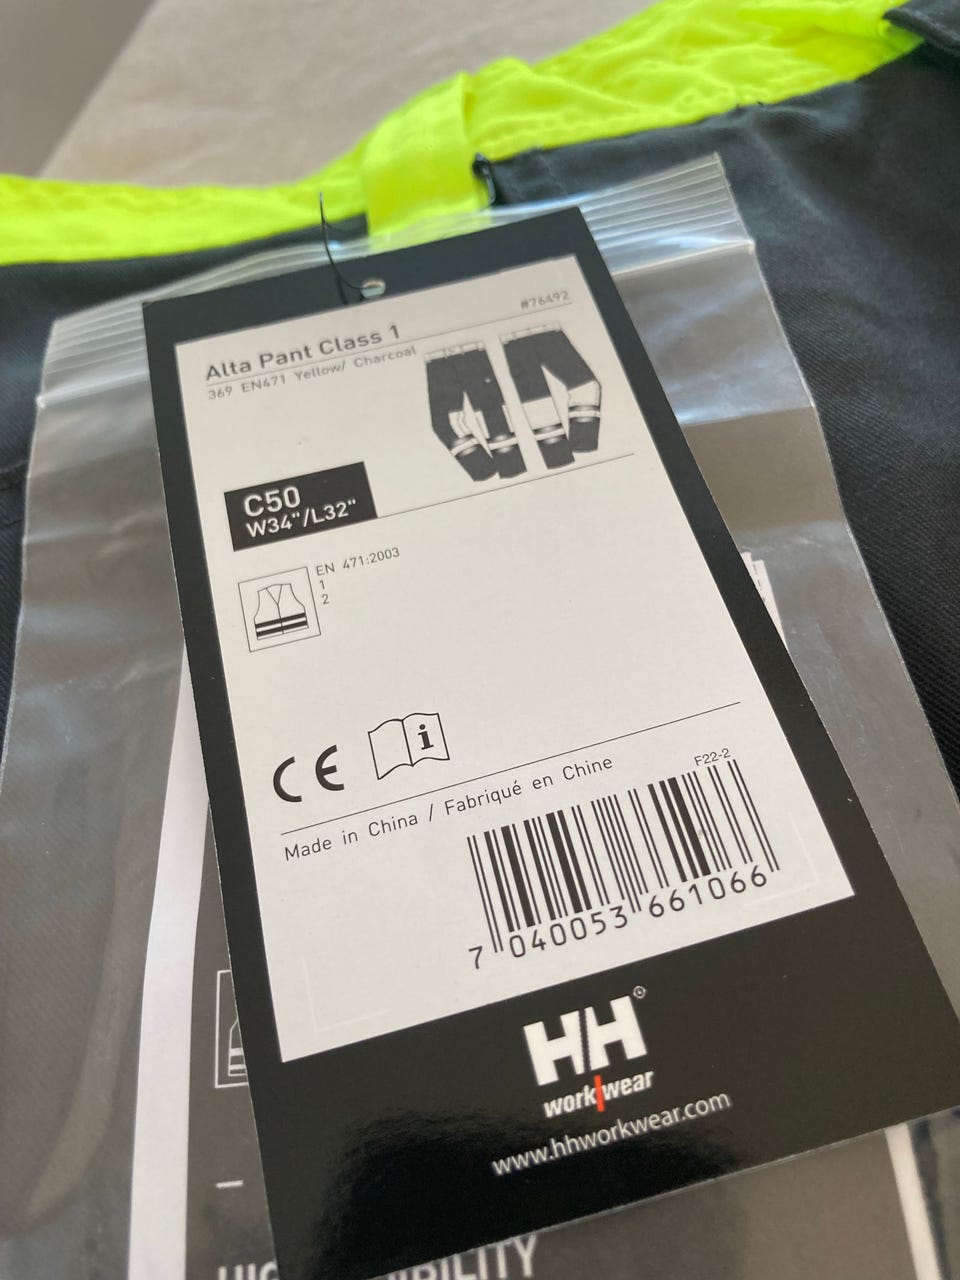 Alta Pant Class 1
#76492
369 EN471 Yellow/ Charcoal
C50
W34"/L32"
EN 471:2003
1
2
CE
i
Made in China / Fabriqué en Chine
F22-2
7 040053 661066
HH
work wear
www.hhworkwear.com